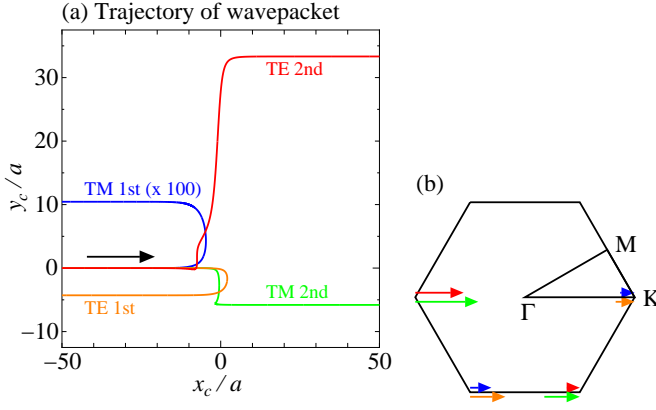 (a) Trajectory of wavepacket
y_c / a
30
20
10
0
−10
TE 2nd
TM 1st (x 100)
TE 1st
TM 2nd
−50
0
50
x_c / a
(b)
M
Γ
K